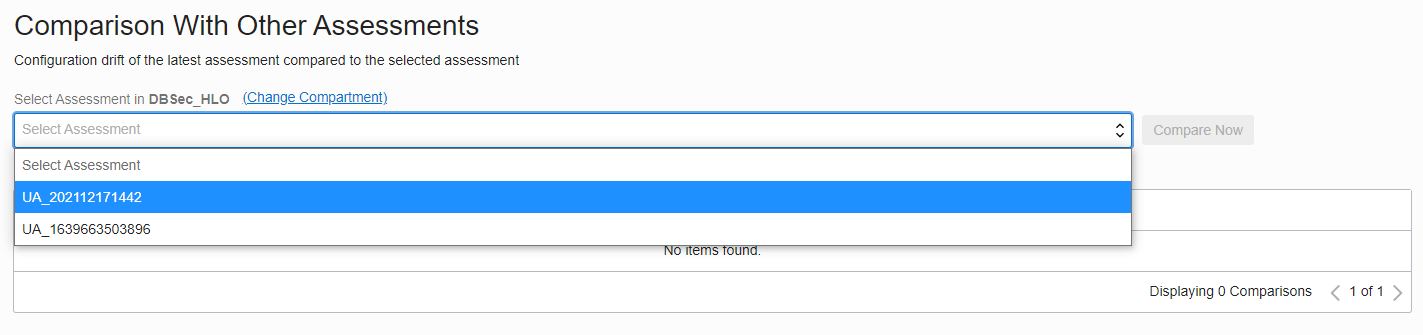 Comparison With Other Assessments
Configuration drift of the latest assessment compared to the selected assessment
Select Assessment in DBSec_HLO (Change Compartment)
Select Assessment
Compare Now
Select Assessment
UA_202112171442
UA_1639663503896
No items found.
Displaying 0 Comparisons 1 of 1